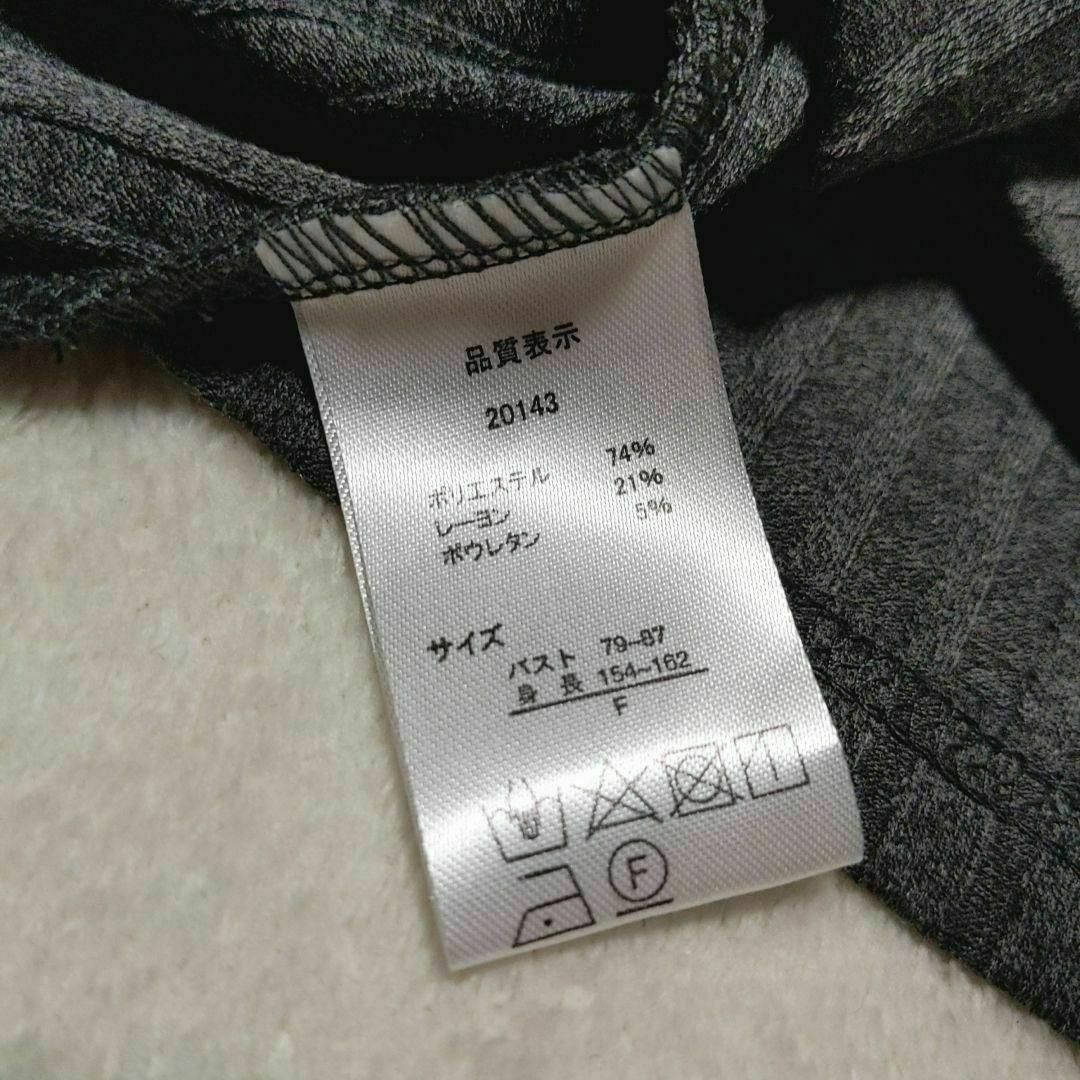 品質表示
20143
ポリエステル 74%
レーヨン 21%
ポウレタン 5%
サイズ
バスト 79-87
身長 154~162
F
F